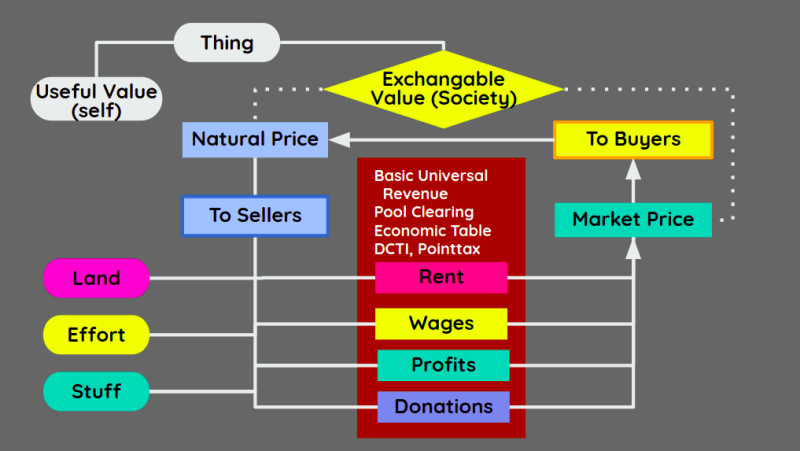 Thing
Useful Value
(self)
Exchangable
Value (Society)
Natural Price
To Buyers
Basic Universal
Revenue
Pool Clearing
Economic Table
DCTI, Pointtax
To Sellers
Market Price
Land
Rent
Effort
Wages
Profits
Stuff
Donations